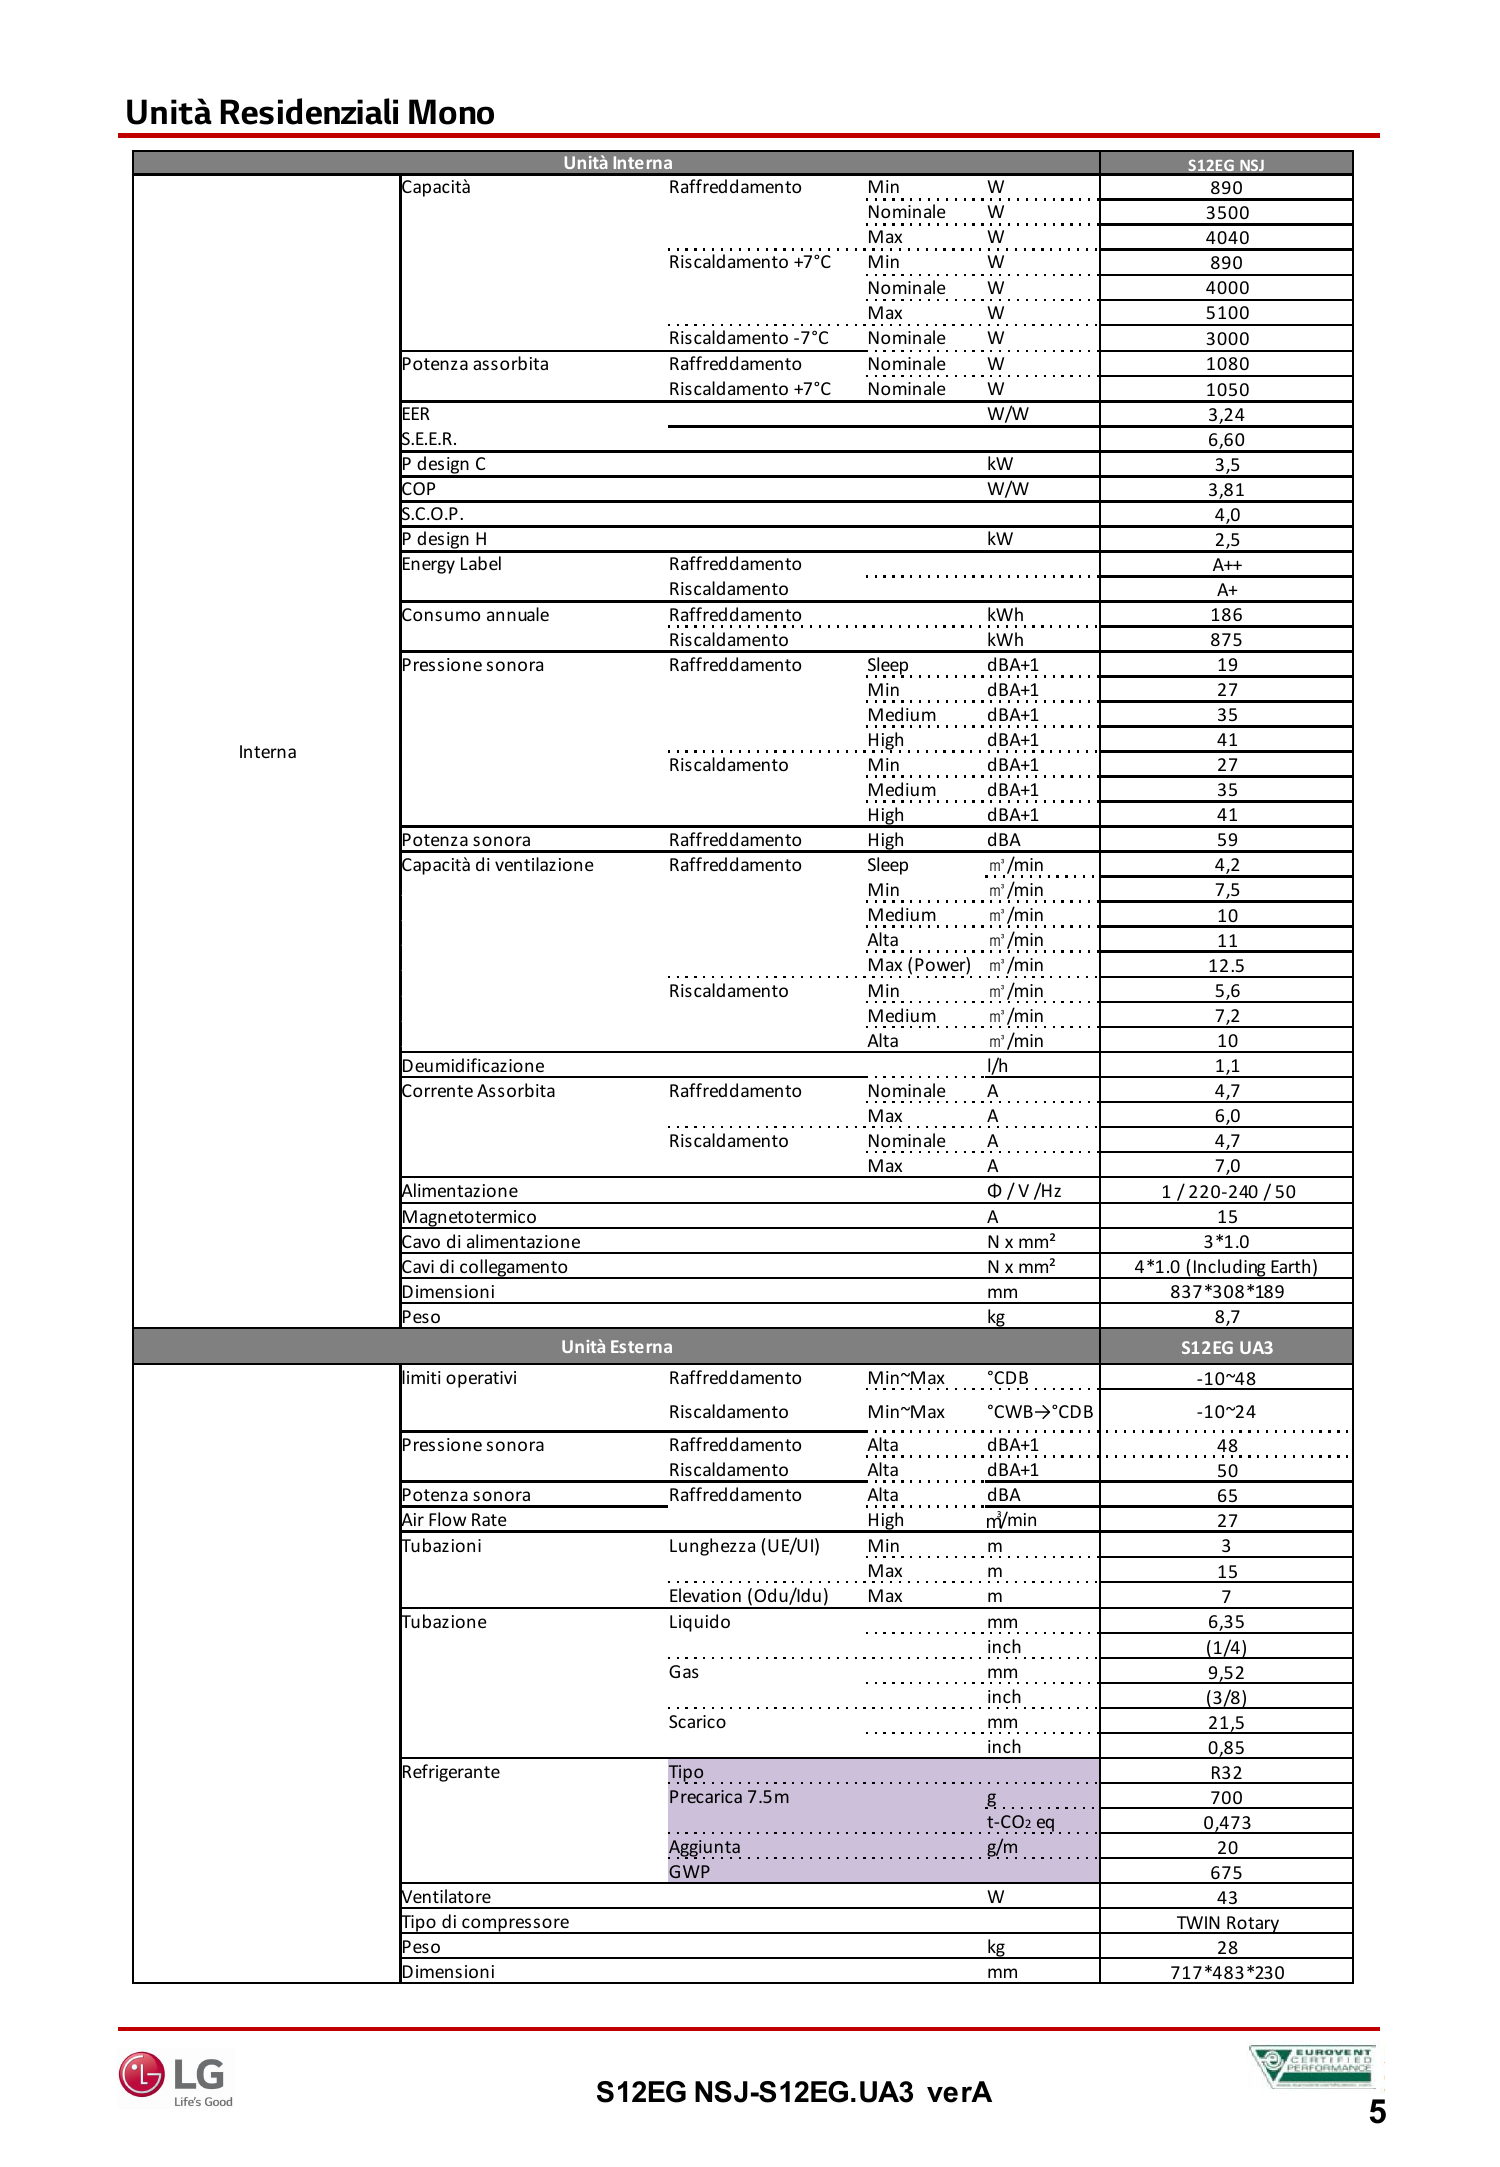 Unità Residenziali Mono
Unità Interna S12EG NSJ
Capacità Raffreddamento Min W 890
Nominale W 3500
Max W 4040
Riscaldamento +7°C Min W 890
Nominale W 4000
Max W 5100
Riscaldamento -7°C Nominale W 3000
Potenza assorbita Raffreddamento Nominale W 1080
Riscaldamento +7°C Nominale W 1050
EER W/W 3,24
S.E.E.R. 6,60
P design C kW 3,5
COP W/W 3,81
S.C.O.P. 4,0
P design H kW 2,5
Energy Label Raffreddamento A++
Riscaldamento A+
Consumo annuale Raffreddamento kWh 186
Riscaldamento kWh 875
Pressione sonora Raffreddamento Sleep dBA+1 19
Min dBA+1 27
Medium dBA+1 35
High dBA+1 41
Interna
Riscaldamento Min dBA+1 27
Medium dBA+1 35
High dBA+1 41
Potenza sonora Raffreddamento High dBA 59
Capacità di ventilazione Raffreddamento Sleep ㎥/min 4,2
Min ㎥/min 7,5
Medium ㎥/min 10
Alta ㎥/min 11
Max (Power) ㎥/min 12.5
Riscaldamento Min ㎥/min 5,6
Medium ㎥/min 7,2
Alta ㎥/min 10
Deumidificazione l/h 1,1
Corrente Assorbita Raffreddamento Nominale A 4,7
Max A 6,0
Riscaldamento Nominale A 4,7
Max A 7,0
Alimentazione Φ / V /Hz 1 / 220-240 / 50
Magnetotermico A 15
Cavo di alimentazione N x mm² 3*1.0
Cavi di collegamento N x mm² 4*1.0 (Including Earth)
Dimensioni mm 837*308*189
Peso kg 8,7
Unità Esterna S12EG UA3
limiti operativi Raffreddamento Min~Max °CDB -10~48
Riscaldamento Min~Max °CWB→°CDB -10~24
Pressione sonora Raffreddamento Alta dBA+1 48
Riscaldamento Alta dBA+1 50
Potenza sonora Raffreddamento Alta dBA 65
Air Flow Rate High ㎥/min 27
Tubazioni Lunghezza (UE/UI) Min m 3
Max m 15
Elevation (Odu/Idu) Max m 7
Tubazione Liquido mm 6,35
inch (1/4)
Gas mm 9,52
inch (3/8)
Scarico mm 21,5
inch 0,85
Refrigerante Tipo R32
Precarica 7.5m g 700
t-CO2 eq 0,473
Aggiunta g/m 20
GWP 675
Ventilatore W 43
Tipo di compressore TWIN Rotary
Peso kg 28
Dimensioni mm 717*483*230
LG
Life's Good
S12EG NSJ-S12EG.UA3 verA
EUROVENT
CERTIFIED
PERFORMANCE
5